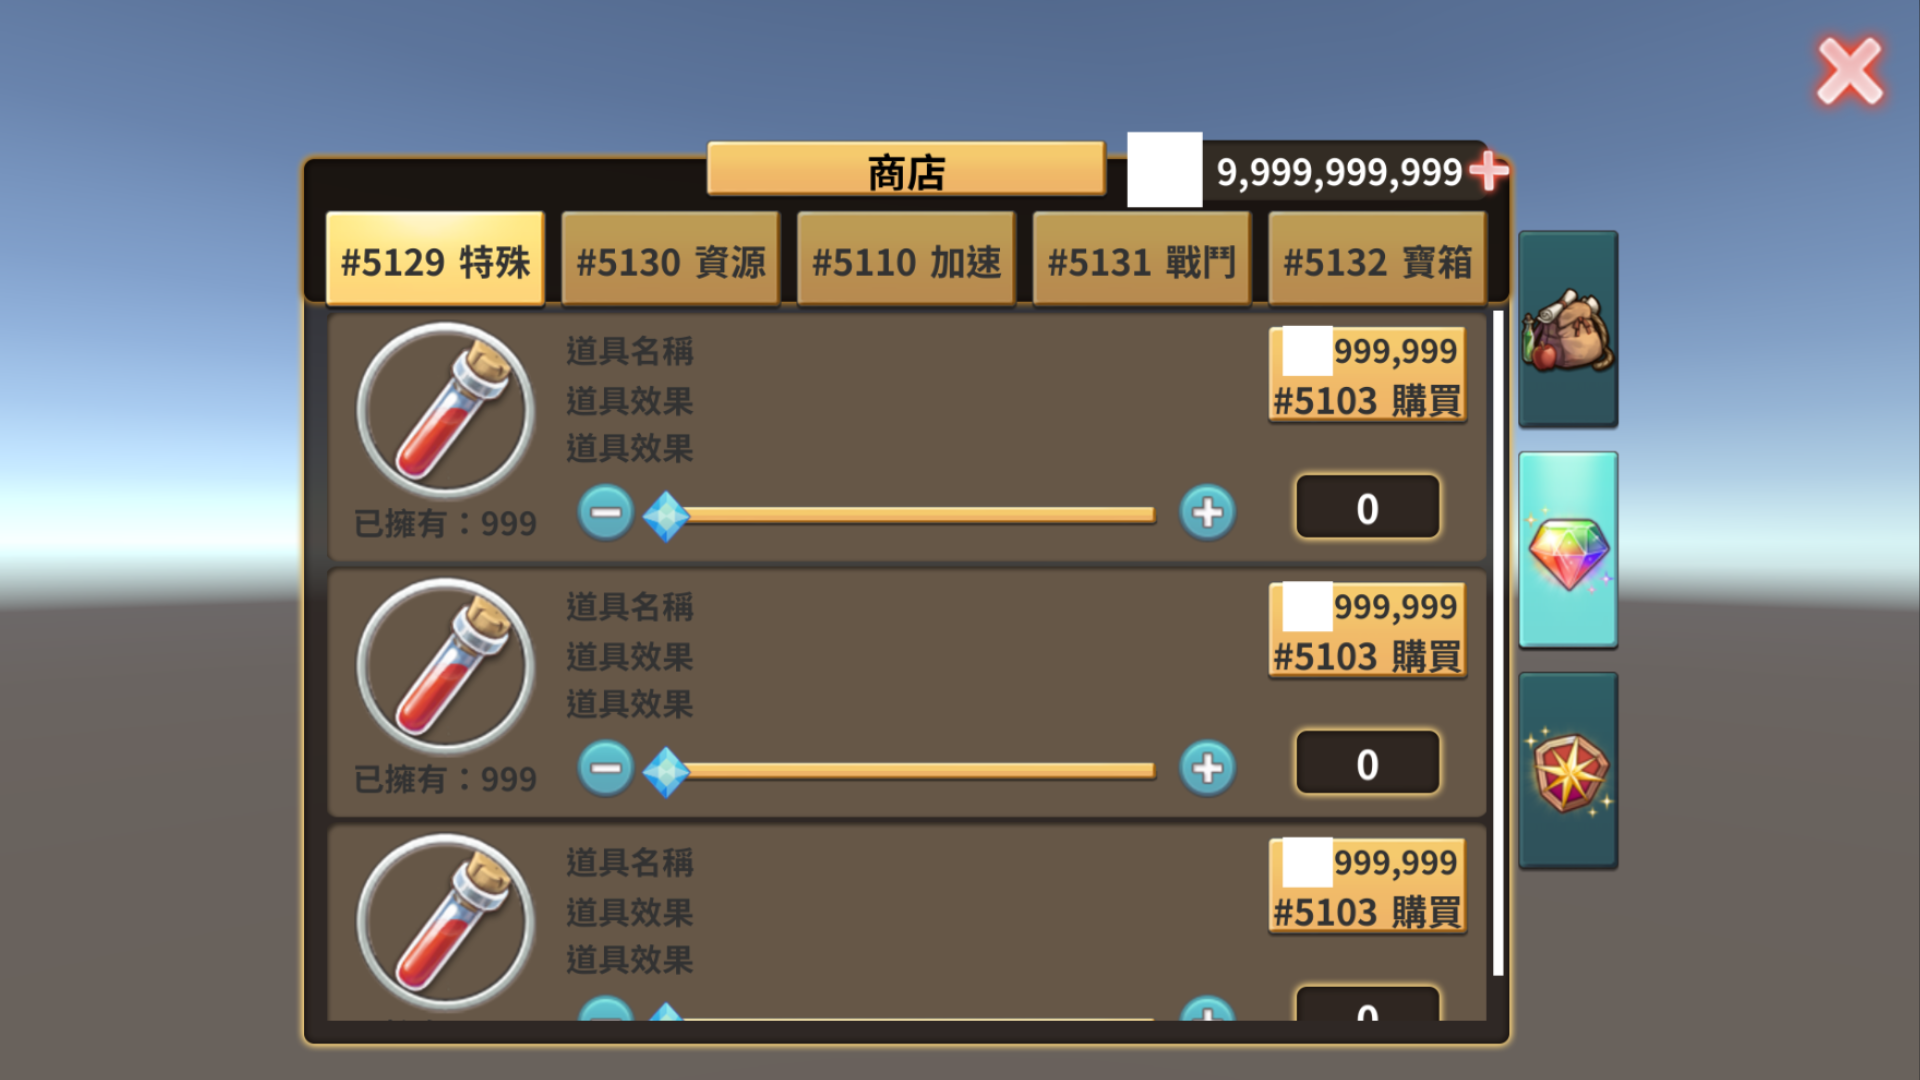 商店
9,999,999,999
#5129 特殊
#5130 資源
#5110 加速
#5131 戰鬥
#5132 寶箱
道具名稱
道具效果
道具效果
已擁有：999
999,999
#5103 購買
0
道具名稱
道具效果
道具效果
已擁有：999
999,999
#5103 購買
0
道具名稱
道具效果
道具效果
999,999
#5103 購買
0